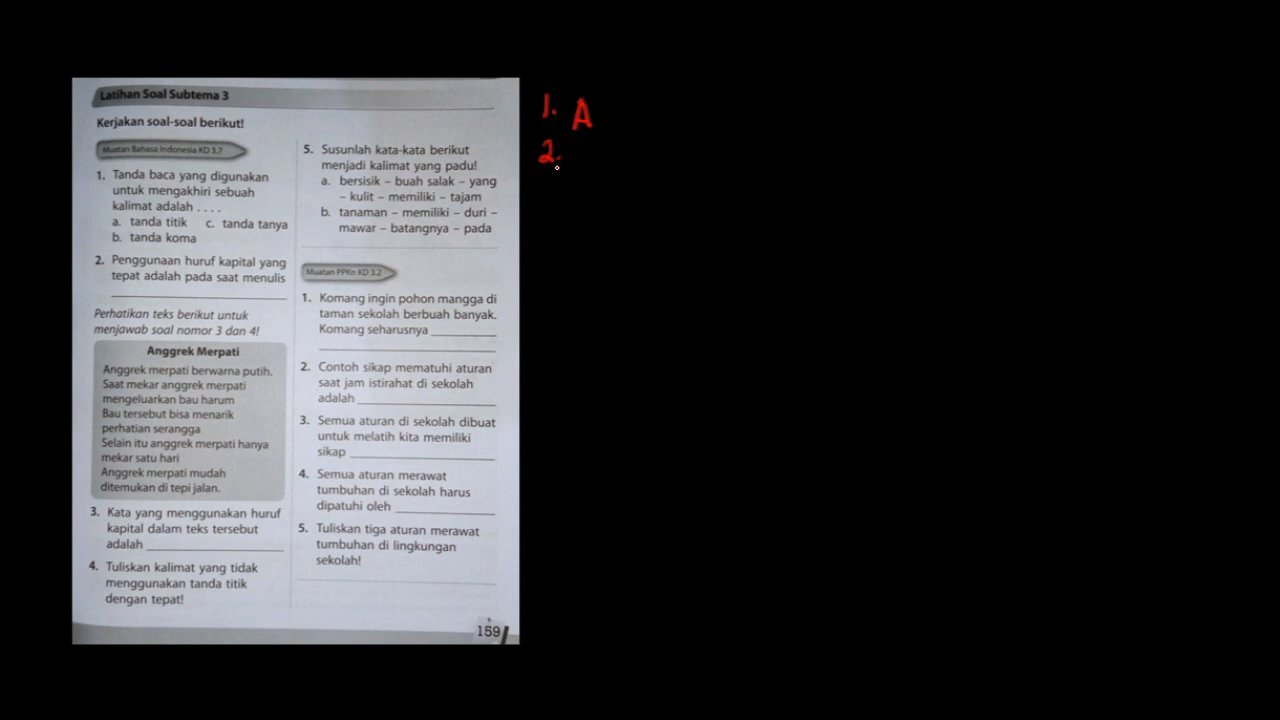 Latihan Soal Subtema 3
Kerjakan soal-soal berikut!
Muatan Bahasa Indonesia KD 3.7
1. Tanda baca yang digunakan
untuk mengakhiri sebuah
kalimat adalah . . . .
a. tanda titik c. tanda tanya
b. tanda koma
2. Penggunaan huruf kapital yang
tepat adalah pada saat menulis
Perhatikan teks berikut untuk
menjawab soal nomor 3 dan 4!
Anggrek Merpati
Anggrek merpati berwarna putih.
Saat mekar anggrek merpati
mengeluarkan bau harum
Bau tersebut bisa menarik
perhatian serangga
Selain itu anggrek merpati hanya
mekar satu hari
Anggrek merpati mudah
ditemukan di tepi jalan.
3. Kata yang menggunakan huruf
kapital dalam teks tersebut
adalah
4. Tuliskan kalimat yang tidak
menggunakan tanda titik
dengan tepat!
5. Susunlah kata-kata berikut
menjadi kalimat yang padu!
a. bersisik – buah salak – yang
– kulit – memiliki – tajam
b. tanaman – memiliki – duri –
mawar – batangnya – pada
Muatan PPKn KD 3.2
1. Komang ingin pohon mangga di
taman sekolah berbuah banyak.
Komang seharusnya
2. Contoh sikap mematuhi aturan
saat jam istirahat di sekolah
adalah
3. Semua aturan di sekolah dibuat
untuk melatih kita memiliki
sikap
4. Semua aturan merawat
tumbuhan di sekolah harus
dipatuhi oleh
5. Tuliskan tiga aturan merawat
tumbuhan di lingkungan
sekolah!
159
1. A
2.